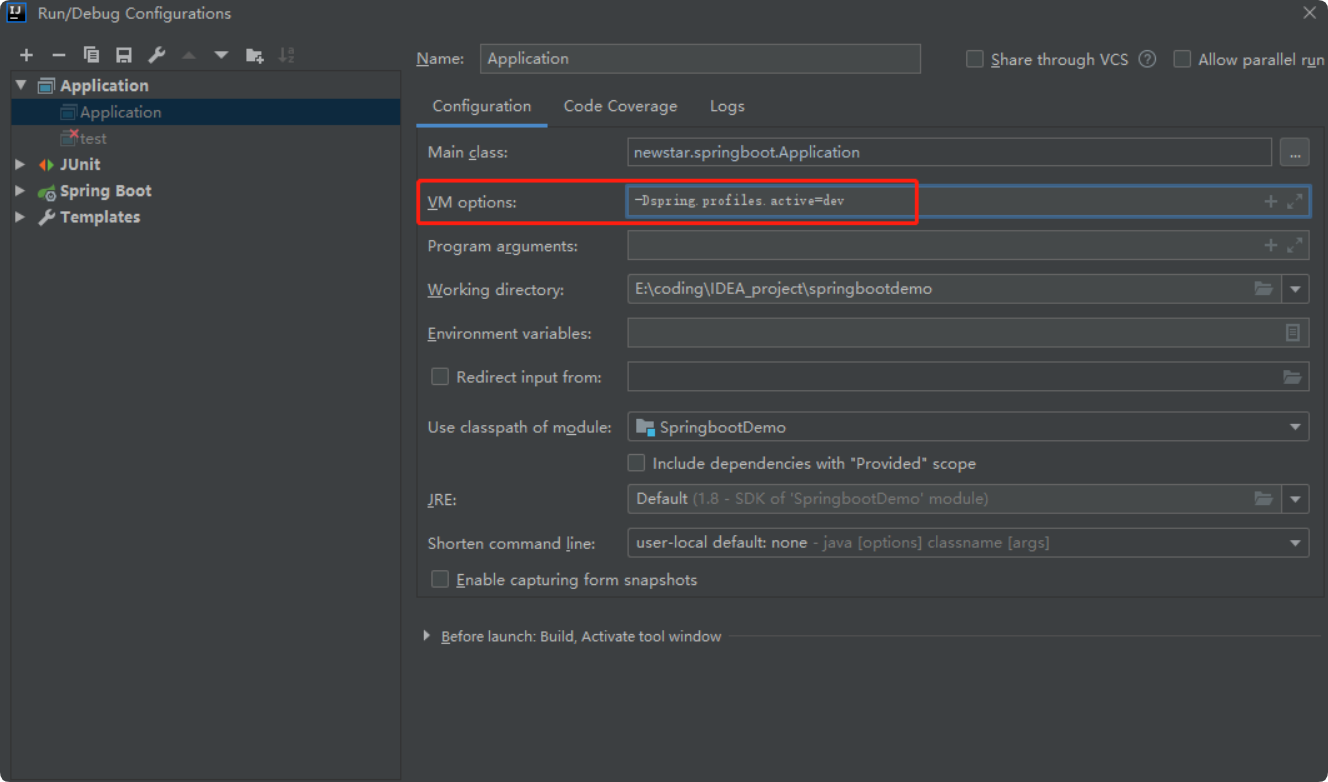 Run/Debug Configurations
Name: Application
Share through VCS
Allow parallel run
Application
Application
test
JUnit
Spring Boot
Templates
Configuration Code Coverage Logs
Main class: newstar.springboot.Application ...
VM options: -Dspring.profiles.active=dev
Program arguments:
Working directory: E:\coding\IDEA_project\springbootdemo
Environment variables:
Redirect input from:
Use classpath of module: SpringbootDemo
Include dependencies with "Provided" scope
JRE: Default (1.8 - SDK of 'SpringbootDemo' module)
Shorten command line: user-local default: none - java [options] classname [args]
Enable capturing form snapshots
Before launch: Build, Activate tool window